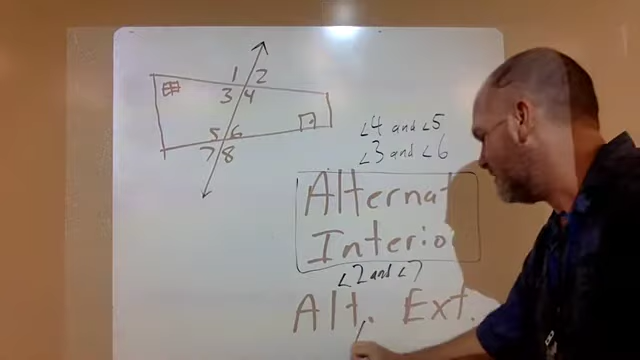 1 2
3 4
5 6
7 8
∠4 and ∠5
∠3 and ∠6
Alternat
Interio
∠2 and ∠7
Alt. Ext.